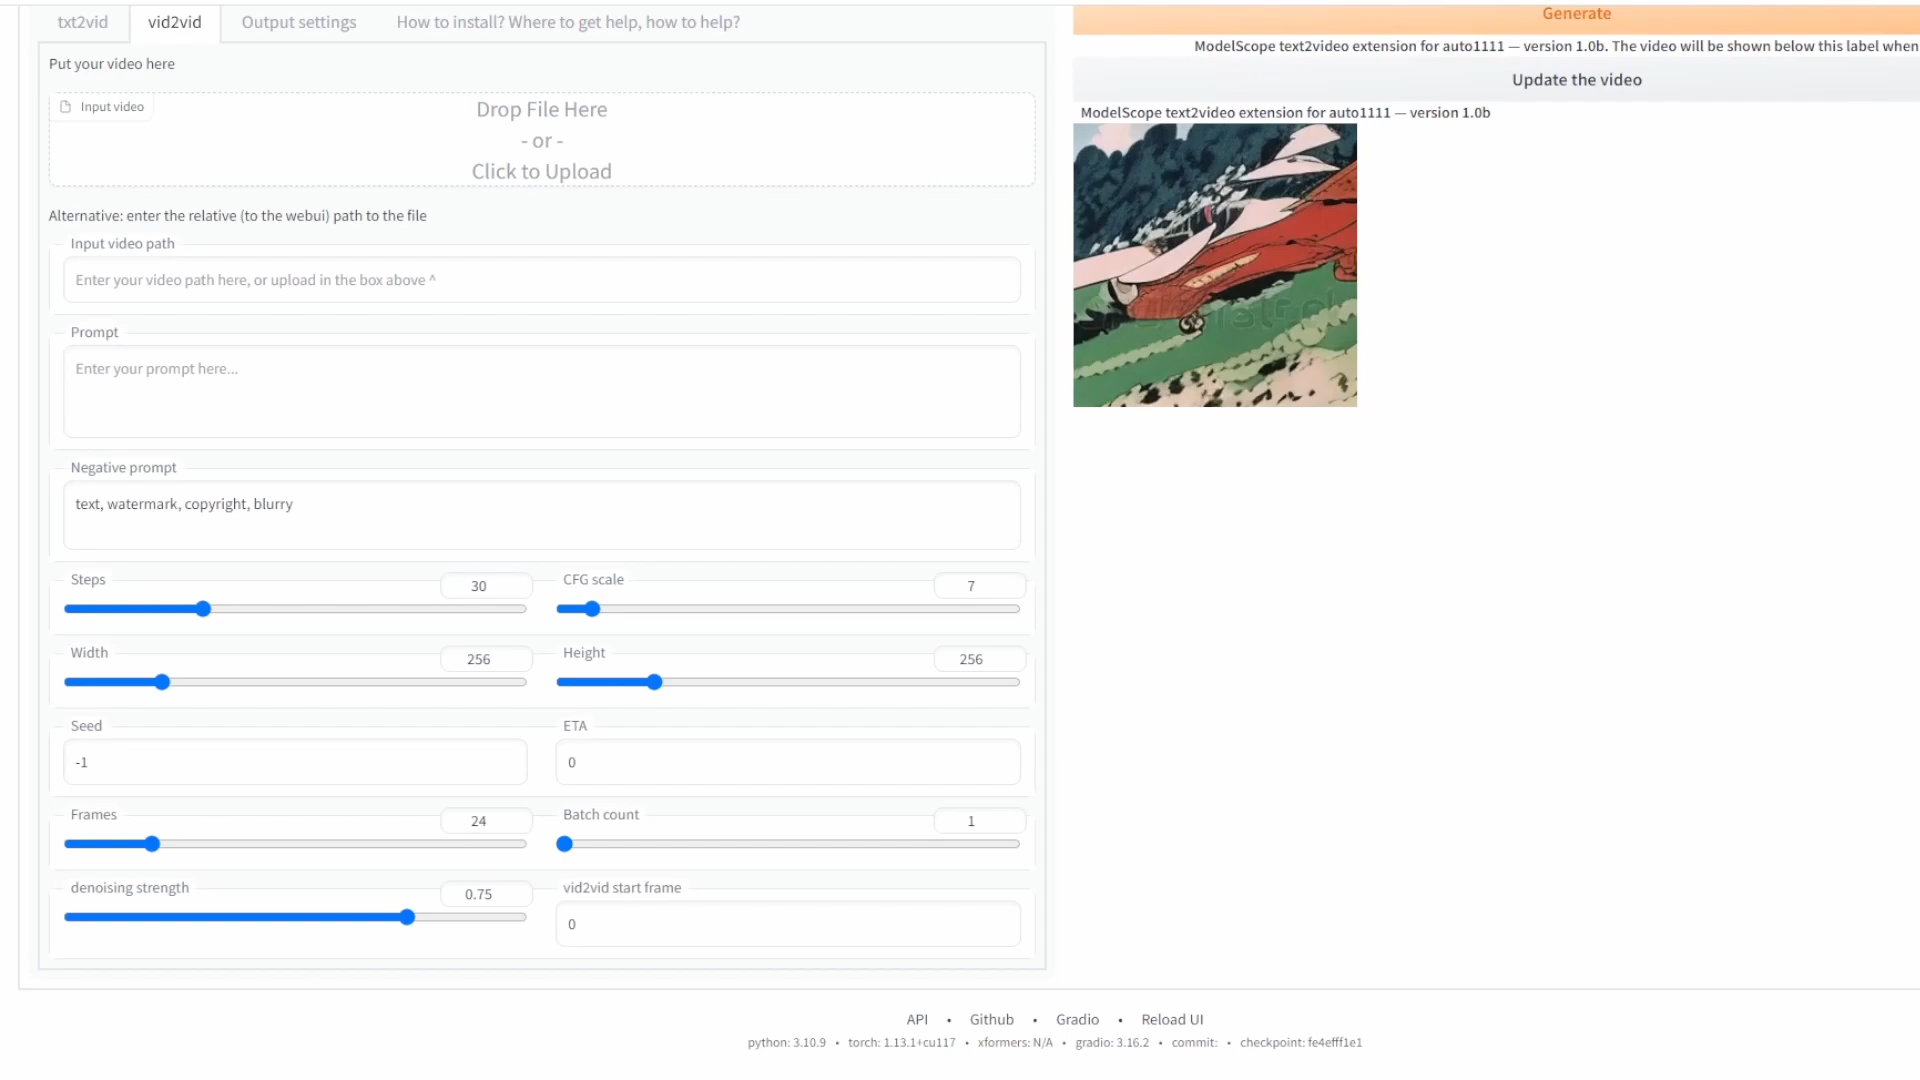 txt2vid
vid2vid
Output settings
How to install? Where to get help, how to help?
Put your video here
Input video
Drop File Here
- or -
Click to Upload
Alternative: enter the relative (to the webui) path to the file
Input video path
Enter your video path here, or upload in the box above ^
Prompt
Enter your prompt here...
Negative prompt
text, watermark, copyright, blurry
Steps
30
CFG scale
7
Width
256
Height
256
Seed
-1
ETA
0
Frames
24
Batch count
1
denoising strength
0.75
vid2vid start frame
0
Generate
ModelScope text2video extension for auto1111 — version 1.0b. The video will be shown below this label when
Update the video
ModelScope text2video extension for auto1111 — version 1.0b
API • Github • Gradio • Reload UI
python: 3.10.9 • torch: 1.13.1+cu117 • xformers: N/A • gradio: 3.16.2 • commit: • checkpoint: fe4efff1e1